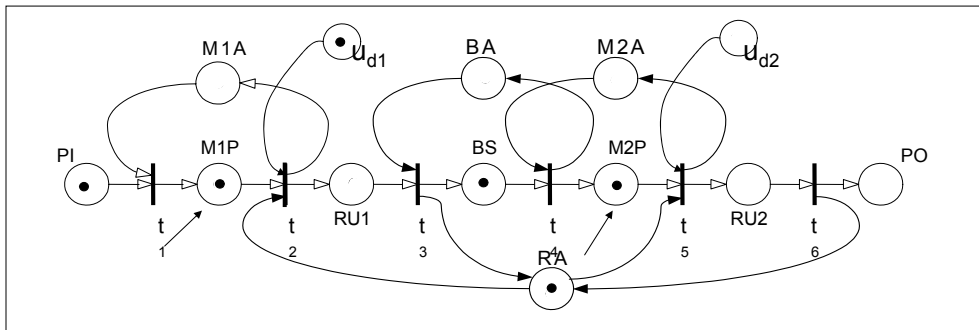 u_d1
u_d2
M1A
BA
M2A
PI
M1P
BS
M2P
PO
RU1
RU2
t
1
t
2
t
3
t
4
t
5
t
6
RA